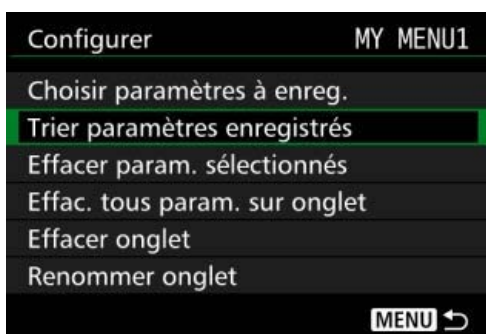 Configurer MY MENU1
Choisir paramètres à enreg.
Trier paramètres enregistrés
Effacer param. sélectionnés
Effac. tous param. sur onglet
Effacer onglet
Renommer onglet
MENU